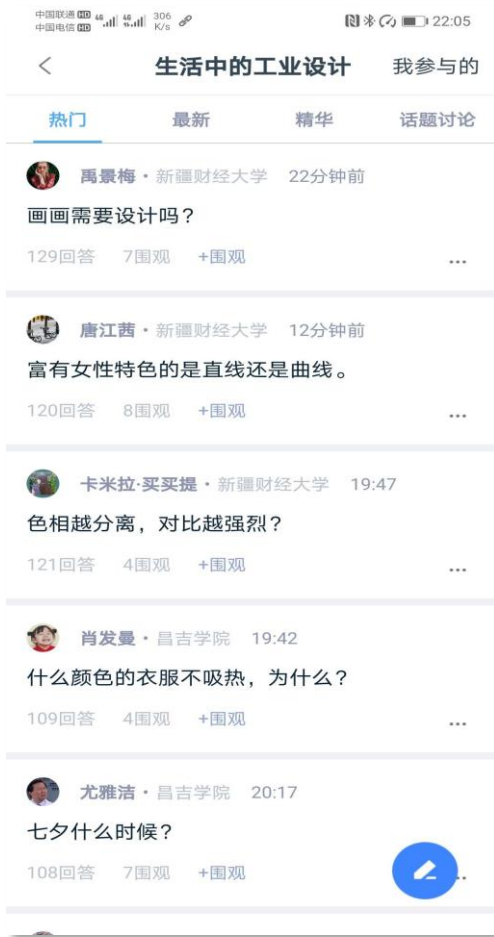 中国联通 HD 4G 4G 306 22:05
中国电信 HD K/s
生活中的工业设计 我参与的
热门 最新 精华 话题讨论
禹景梅·新疆财经大学 22分钟前
画画需要设计吗？
129回答 7围观 +围观 ...
唐江茜·新疆财经大学 12分钟前
富有女性特色的是直线还是曲线。
120回答 8围观 +围观 ...
卡米拉·买买提·新疆财经大学 19:47
色相越分离，对比越强烈？
121回答 4围观 +围观 ...
肖发曼·昌吉学院 19:42
什么颜色的衣服不吸热，为什么？
109回答 4围观 +围观 ...
尤雅洁·昌吉学院 20:17
七夕什么时候？
108回答 7围观 +围观